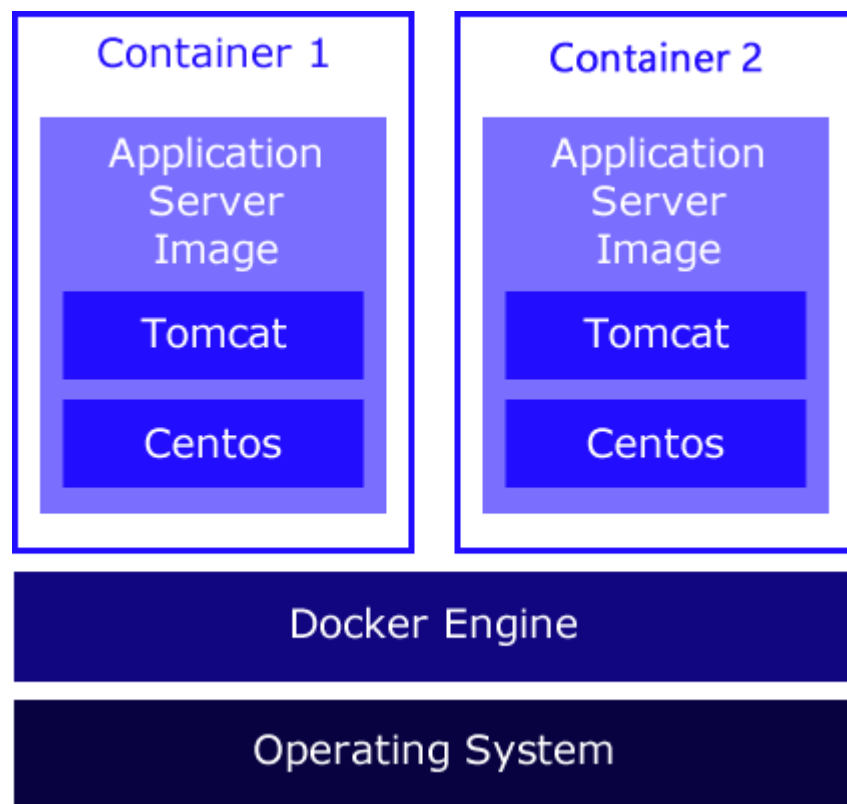 Container 1
Application
Server
Image
Tomcat
Centos
Container 2
Application
Server
Image
Tomcat
Centos
Docker Engine
Operating System